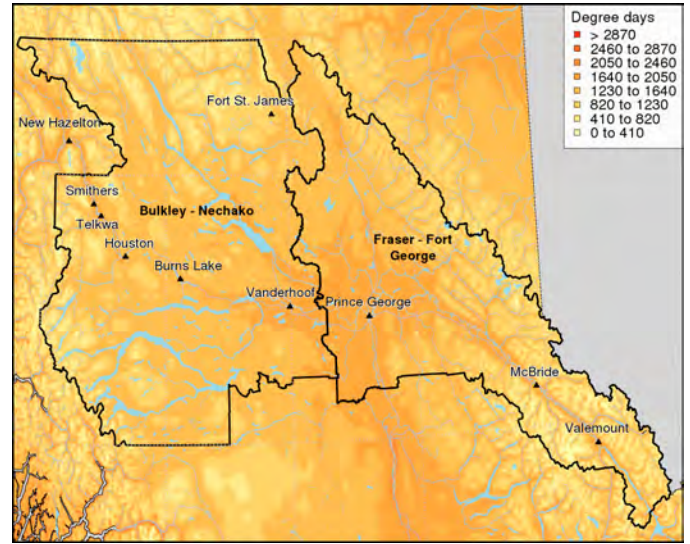 Degree days
> 2870
2460 to 2870
2050 to 2460
1640 to 2050
1230 to 1640
820 to 1230
410 to 820
0 to 410
Fort St. James
New Hazelton
Smithers
Bulkley - Nechako
Telkwa
Houston
Fraser - Fort
George
Burns Lake
Vanderhoof
Prince George
McBride
Valemount